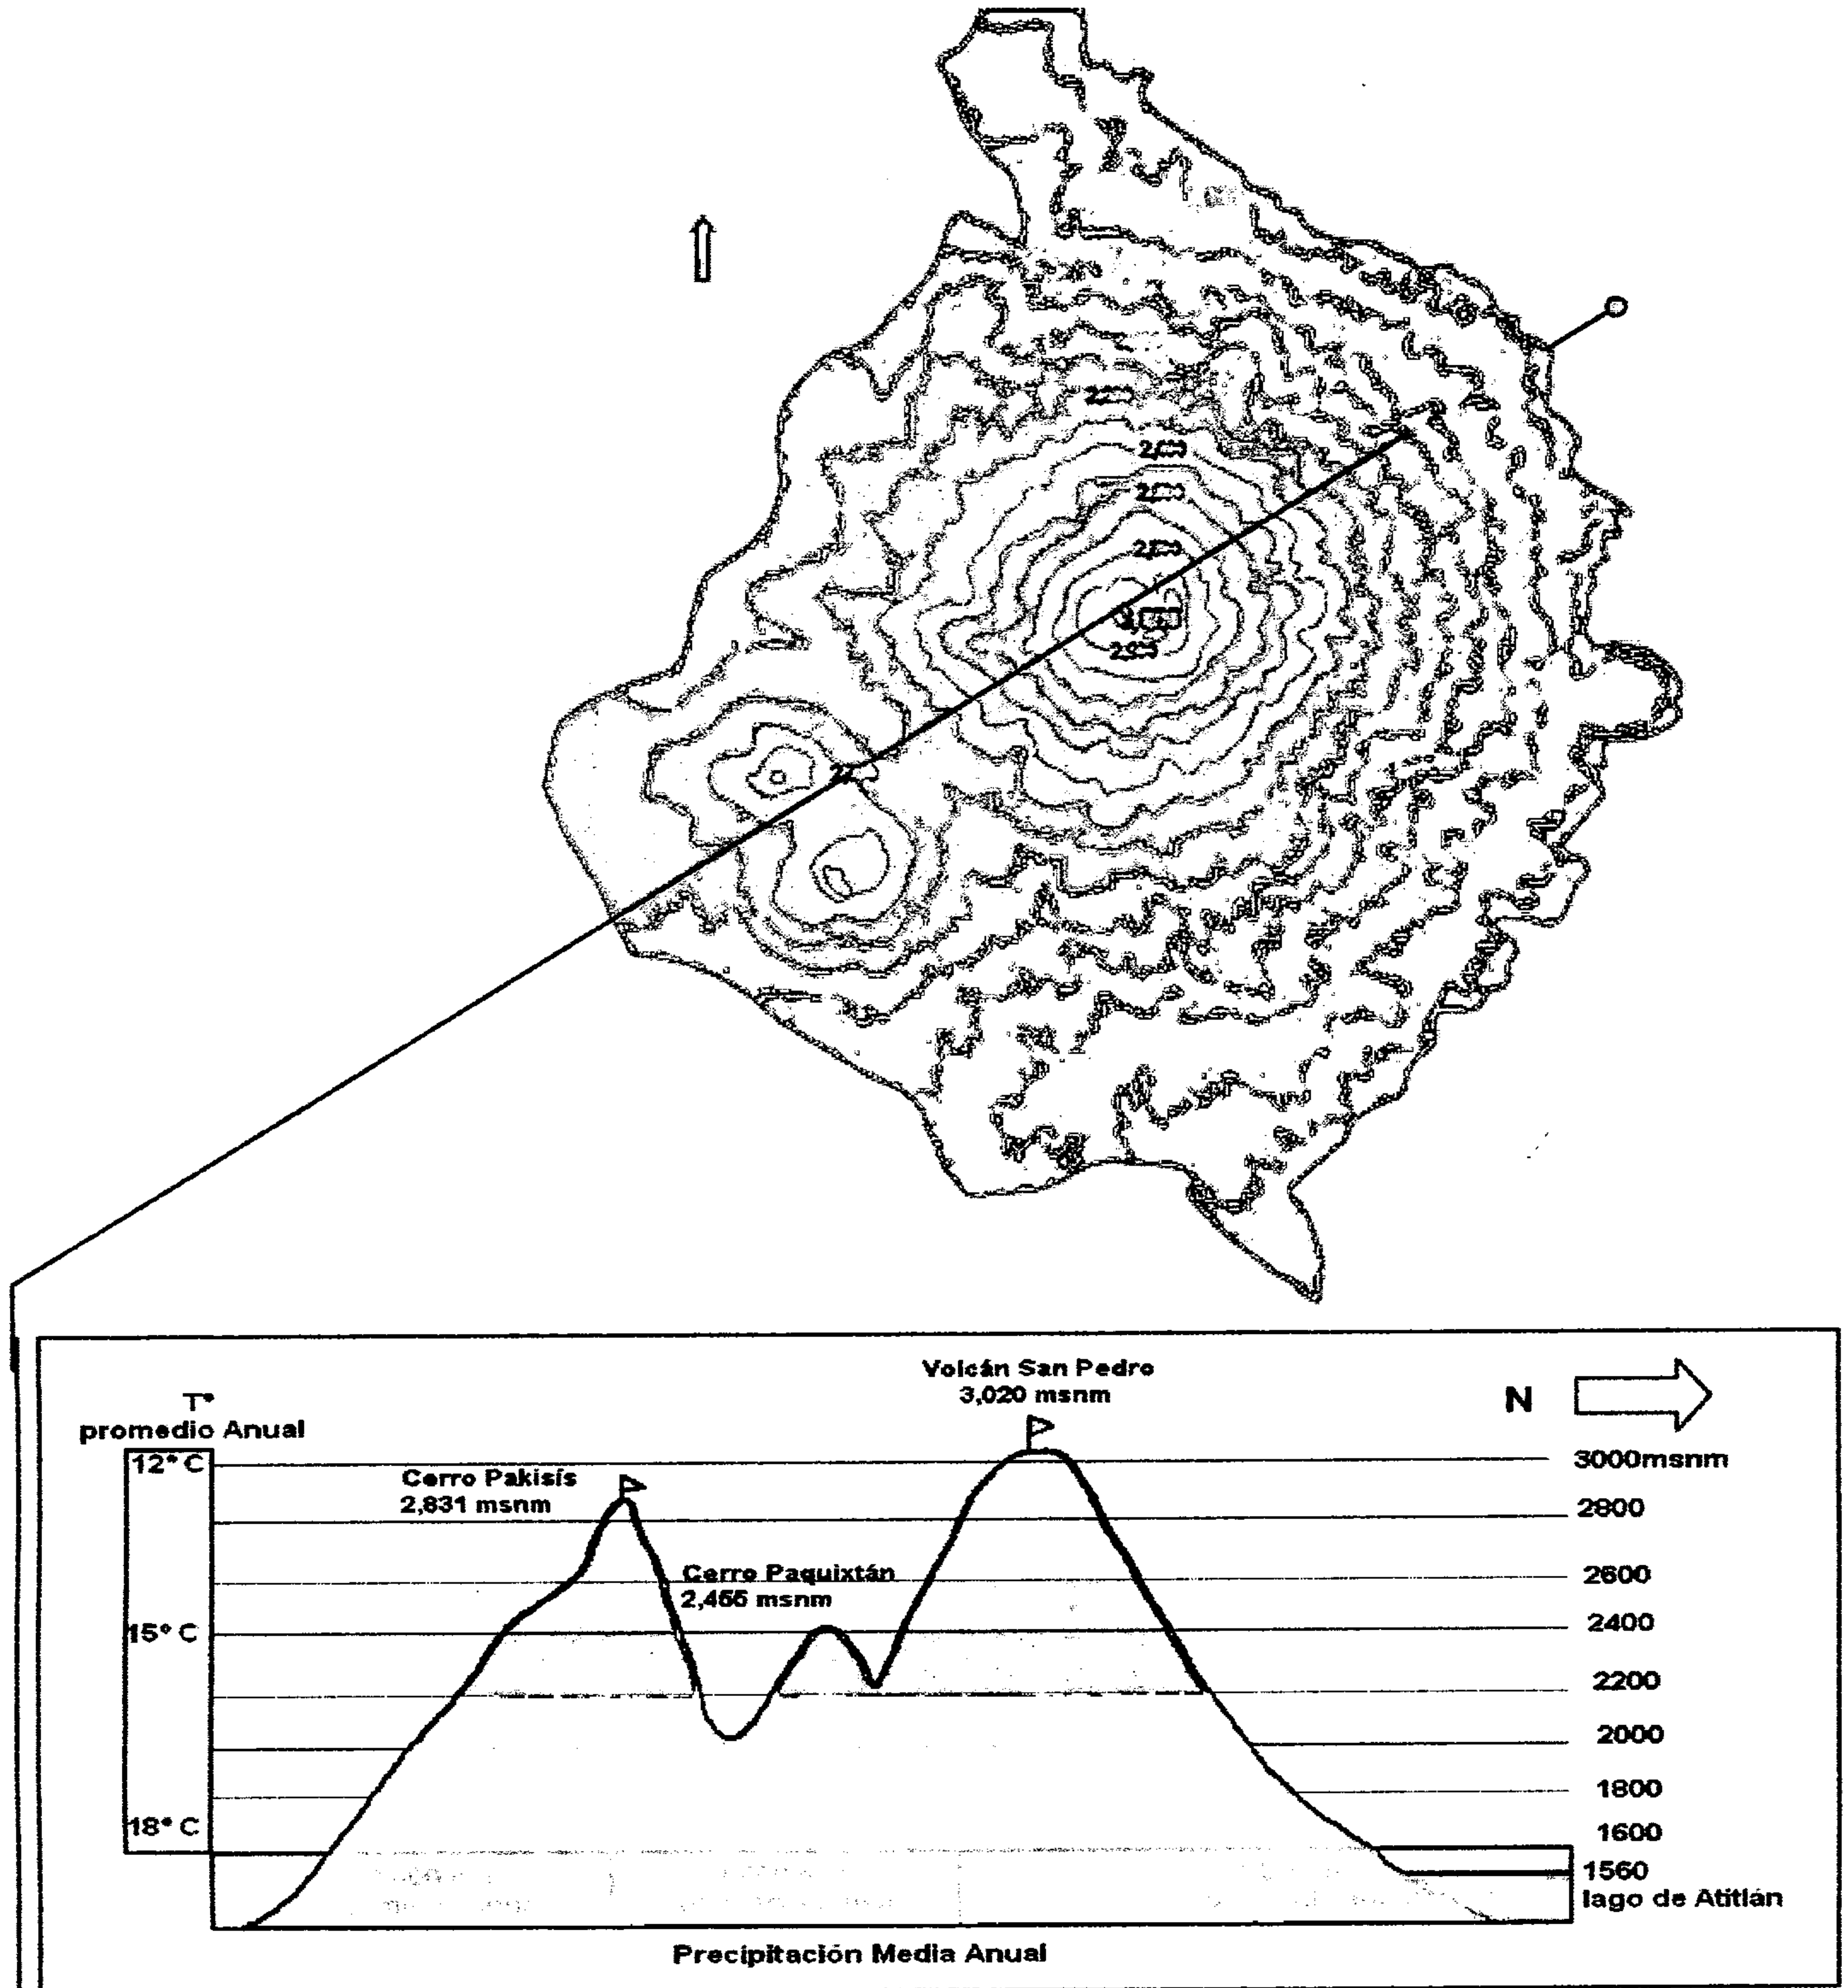 Volcán San Pedro
3,020 msnm
N
T°
promedio Anual
12° C
3000msnm
Cerro Pakisís
2,831 msnm
2800
Cerro Paquixtán
2,455 msnm
2600
15° C
2400
2200
2000
1800
18° C
1600
1560
lago de Atitlán
Precipitación Media Anual